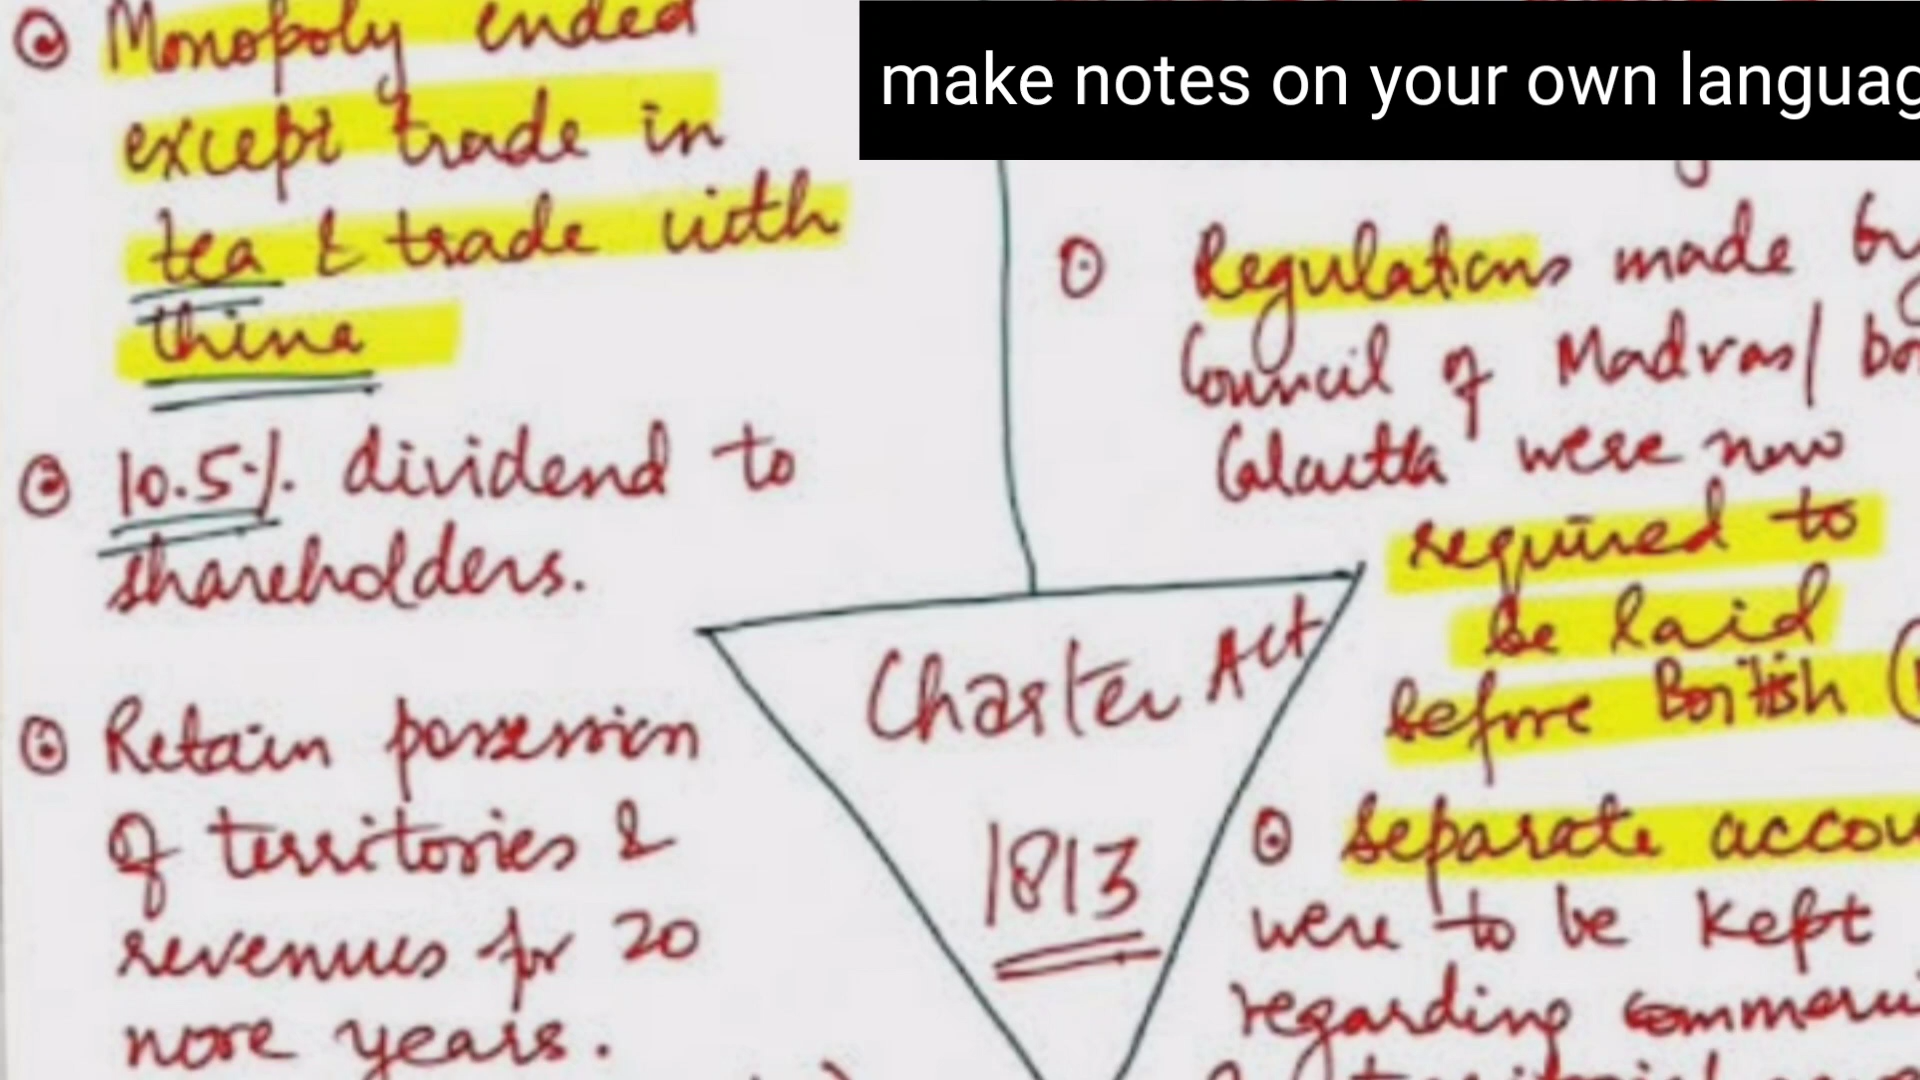 Monopoly ended
except trade in
tea & trade with
China
10.5%. dividend to
shareholders.
Retain possession
of territories &
revenues for 20
more years.
make notes on your own languag
Regulations made by
Council of Madras/
Calcutta were now
required to
be laid
before British
Separate
were to be kept
regarding
Charter Act
1813